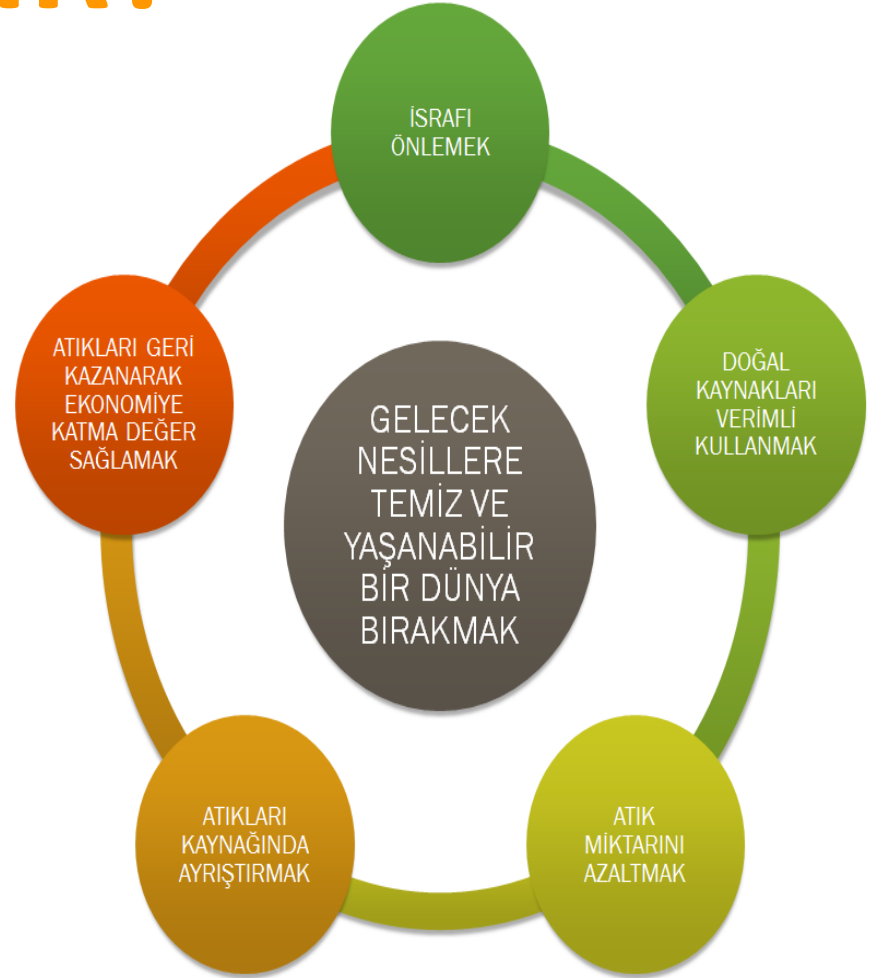 İSRAFI
ÖNLEMEK
DOĞAL
KAYNAKLARI
VERİMLİ
KULLANMAK
ATIK
MİKTARINI
AZALTMAK
ATIKLARI
KAYNAĞINDA
AYRIŞTIRMAK
ATIKLARI GERİ
KAZANARAK
EKONOMİYE
KATMA DEĞER
SAĞLAMAK
GELECEK
NESİLLERE
TEMİZ VE
YAŞANABİLİR
BİR DÜNYA
BIRAKMAK